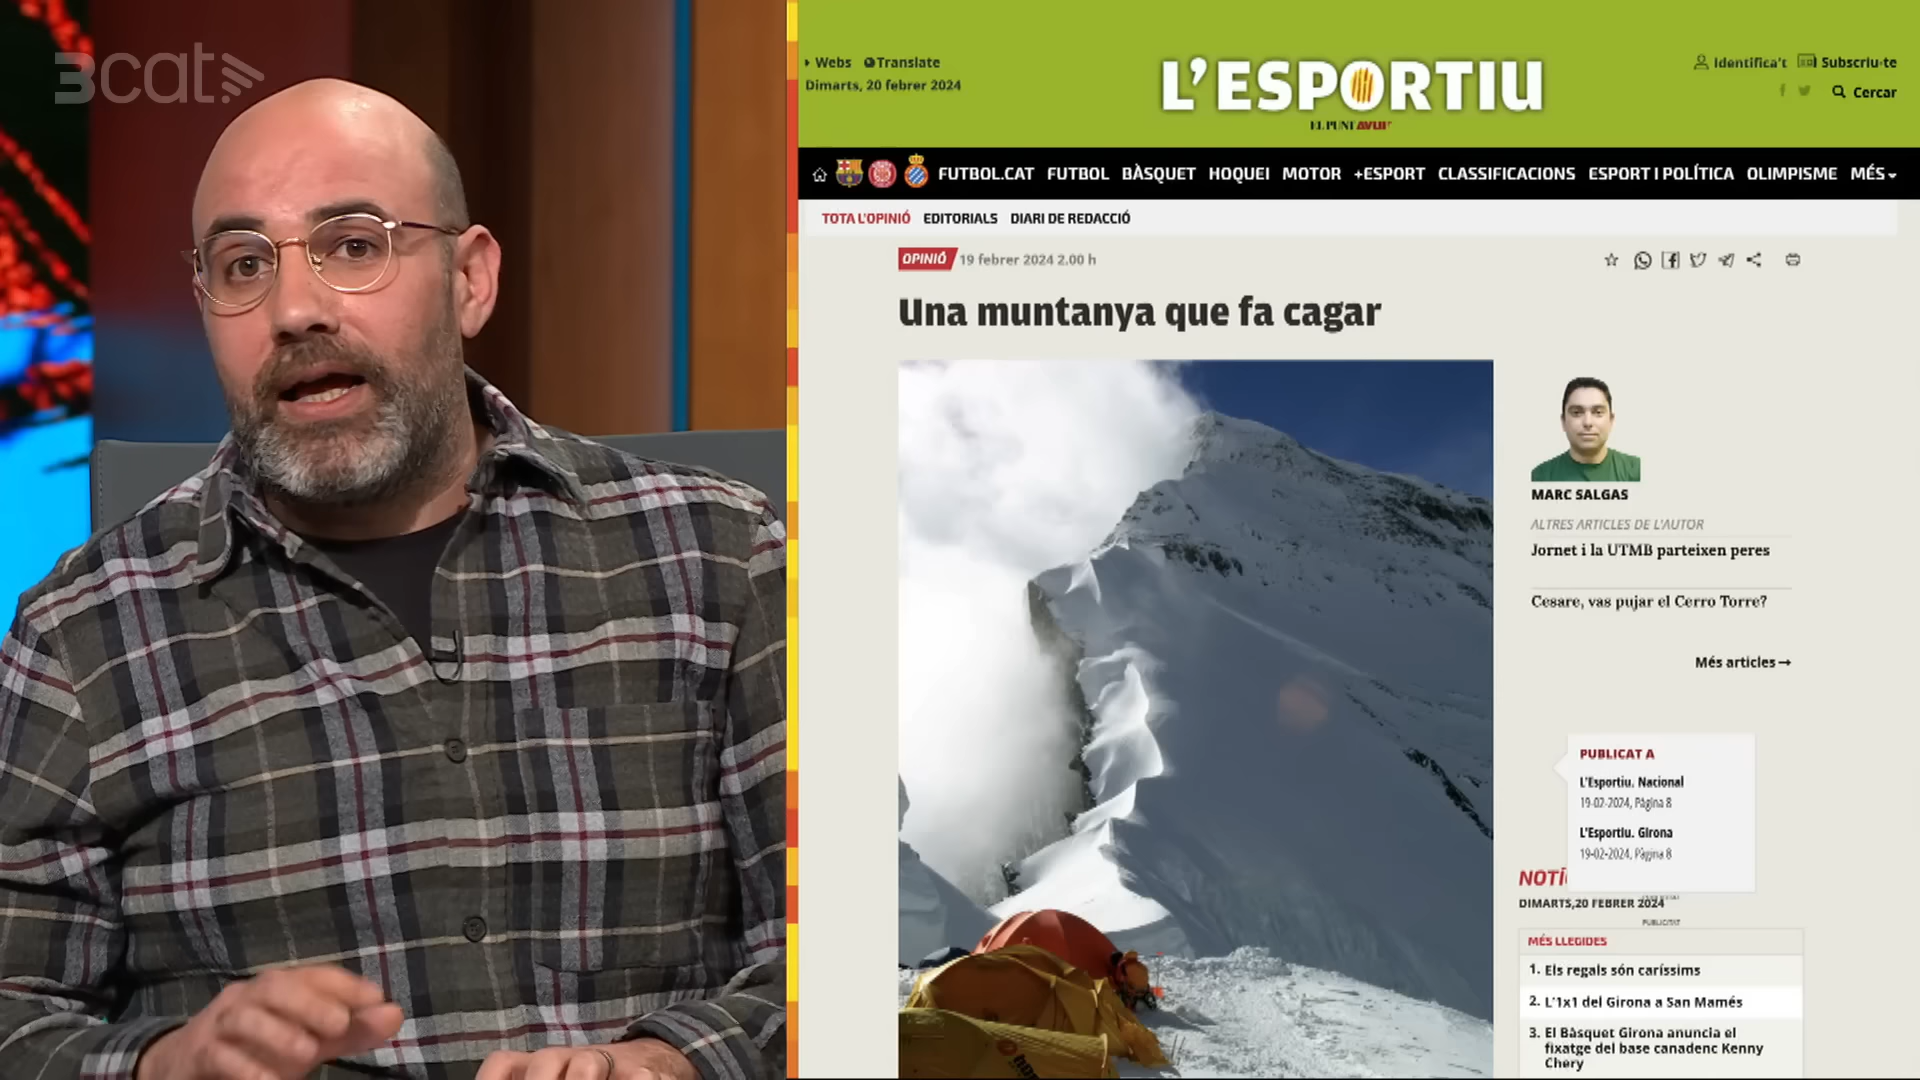 3cat
Webs Translate
Dimarts, 20 febrer 2024
L'ESPORTIU
EL PUNT AVUI
Identifica't Subscriu-te
Cercar
FUTBOL.CAT FUTBOL BÀSQUET HOQUEI MOTOR +ESPORT CLASSIFICACIONS ESPORT I POLÍTICA OLIMPISME MÉS
TOTA L'OPINIÓ EDITORIALS DIARI DE REDACCIÓ
OPINIÓ 19 febrer 2024 2.00 h
Una muntanya que fa cagar
MARC SALGAS
ALTRES ARTICLES DE L'AUTOR
Jornet i la UTMB parteixen peres
Cesare, vas pujar el Cerro Torre?
Més articles →
PUBLICAT A
L'Esportiu. Nacional
19-02-2024, Pàgina 8
L'Esportiu. Girona
19-02-2024, Pàgina 8
NOTÍ
DIMARTS,20 FEBRER 2024
PUBLICITAT
MÉS LLEGIDES
1. Els regals són caríssims
2. L'1x1 del Girona a San Mamés
3. El Bàsquet Girona anuncia el
fixatge del base canadenc Kenny
Chery